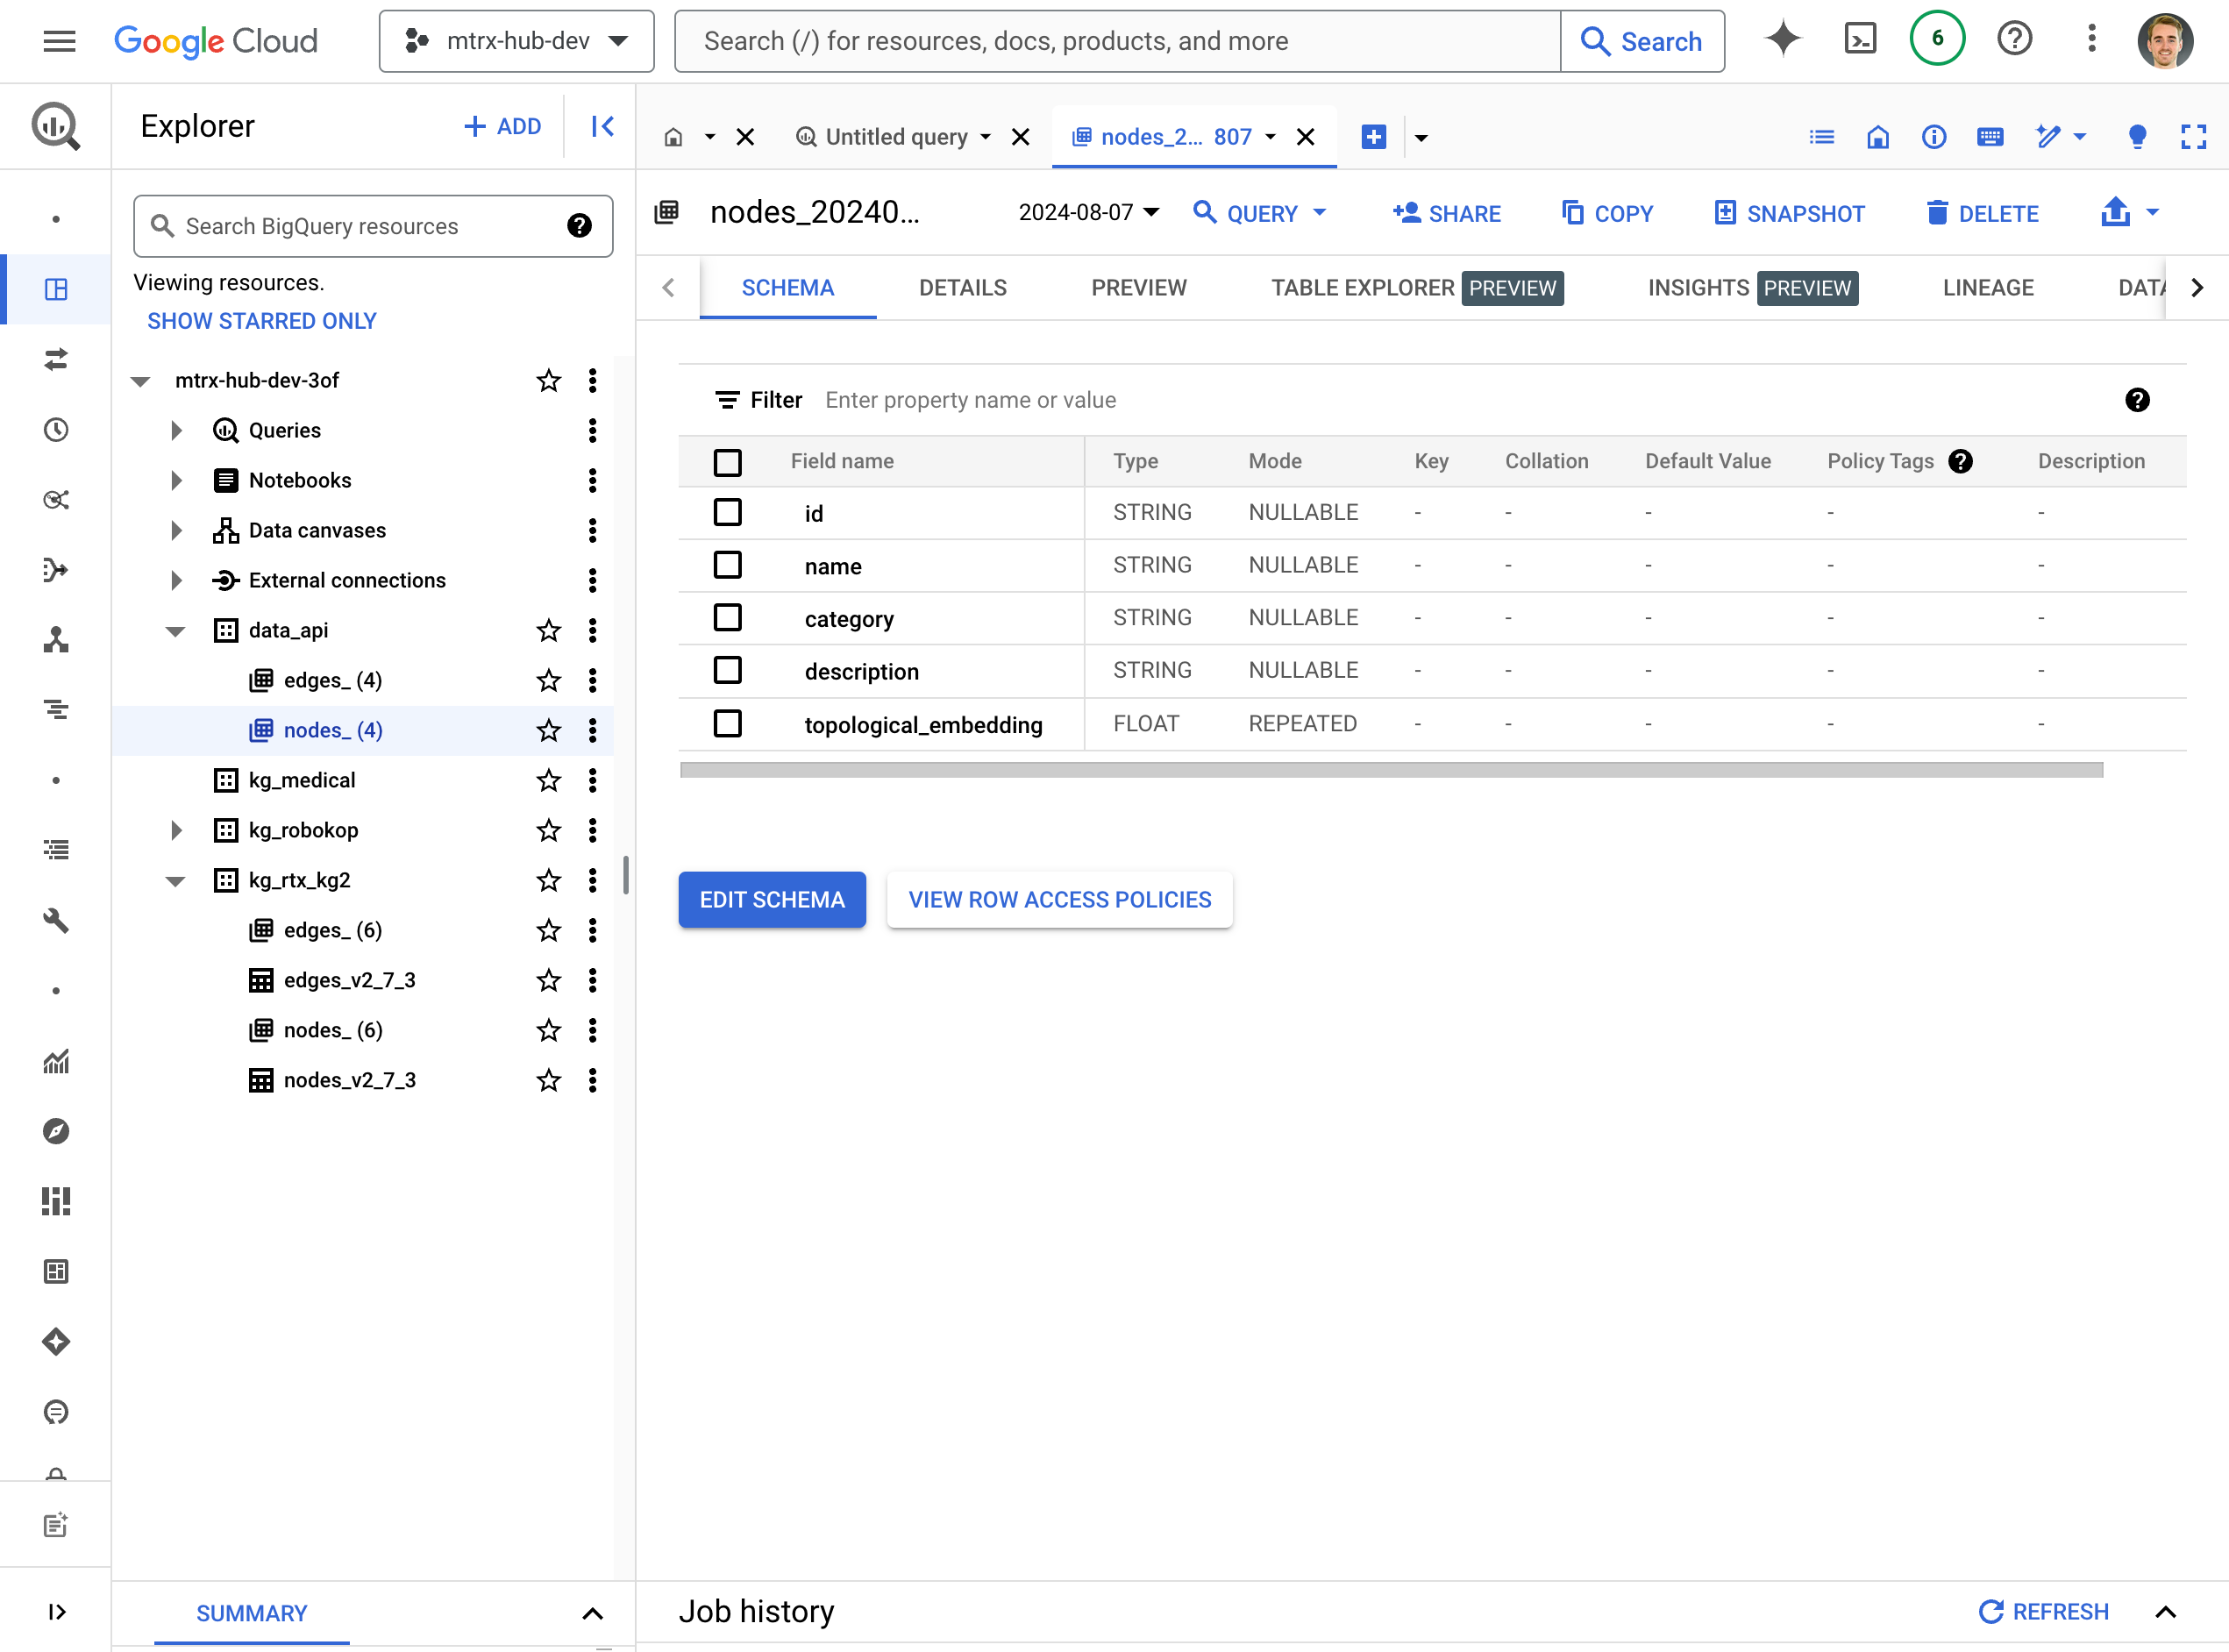 Google Cloud
mtrx-hub-dev
Search (/) for resources, docs, products, and more
Search
6
Explorer
ADD
Untitled query
nodes_2... 807
Search BigQuery resources
Viewing resources.
SHOW STARRED ONLY
mtrx-hub-dev-3of
Queries
Notebooks
Data canvases
External connections
data_api
edges_ (4)
nodes_ (4)
kg_medical
kg_robokop
kg_rtx_kg2
edges_ (6)
edges_v2_7_3
nodes_ (6)
nodes_v2_7_3
SUMMARY
nodes_20240...
2024-08-07
QUERY
SHARE
COPY
SNAPSHOT
DELETE
SCHEMA
DETAILS
PREVIEW
TABLE EXPLORER PREVIEW
INSIGHTS PREVIEW
LINEAGE
DATA
Filter Enter property name or value
Field name Type Mode Key Collation Default Value Policy Tags Description
id STRING NULLABLE - - - - -
name STRING NULLABLE - - - - -
category STRING NULLABLE - - - - -
description STRING NULLABLE - - - - -
topological_embedding FLOAT REPEATED - - - - -
EDIT SCHEMA
VIEW ROW ACCESS POLICIES
Job history
REFRESH